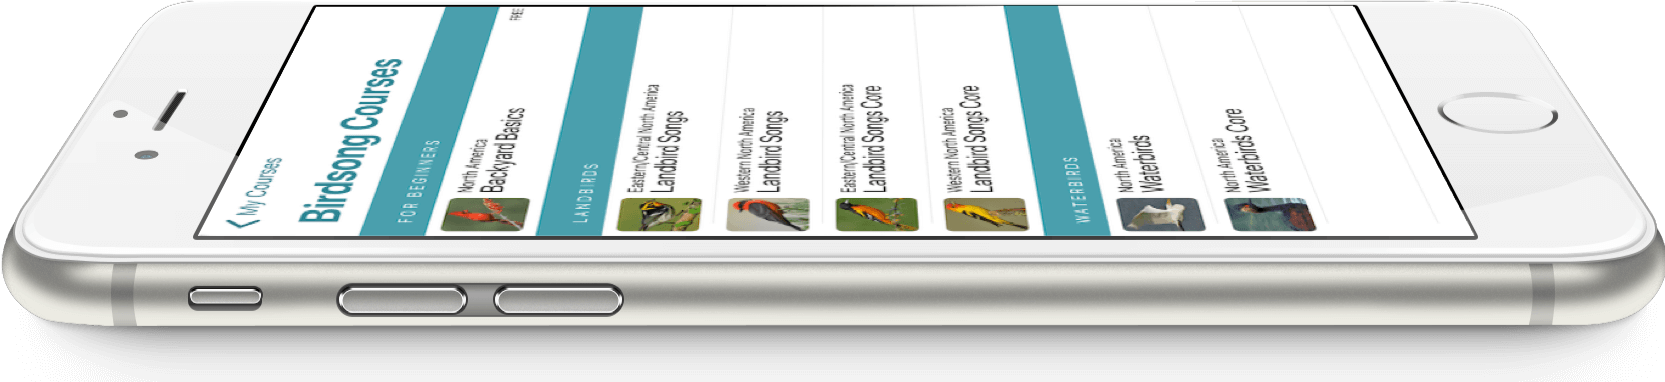 My Courses
Birdsong Courses
FOR BEGINNERS
North America
Backyard Basics
FREE
LANDBIRDS
Eastern/Central North America
Landbird Songs
Western North America
Landbird Songs
Eastern/Central North America
Landbird Songs Core
Western North America
Landbird Songs Core
WATERBIRDS
North America
Waterbirds
North America
Waterbirds Core